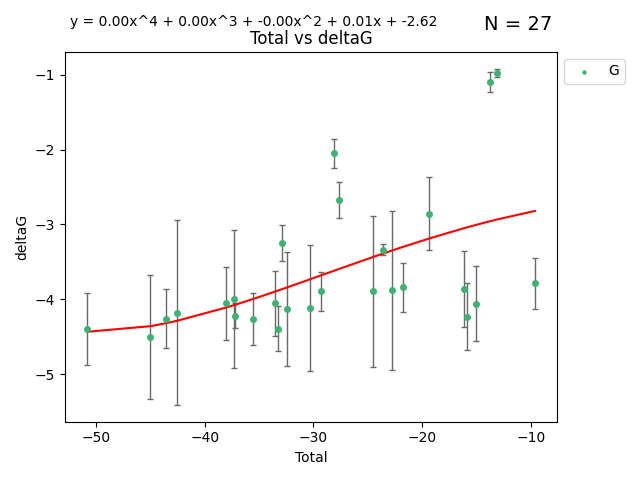 y = 0.00x^4 + 0.00x^3 + -0.00x^2 + 0.01x + -2.62
N = 27
Total vs deltaG
G
−1
−2
−3
−4
−5
deltaG
−50 −40 −30 −20 −10
Total